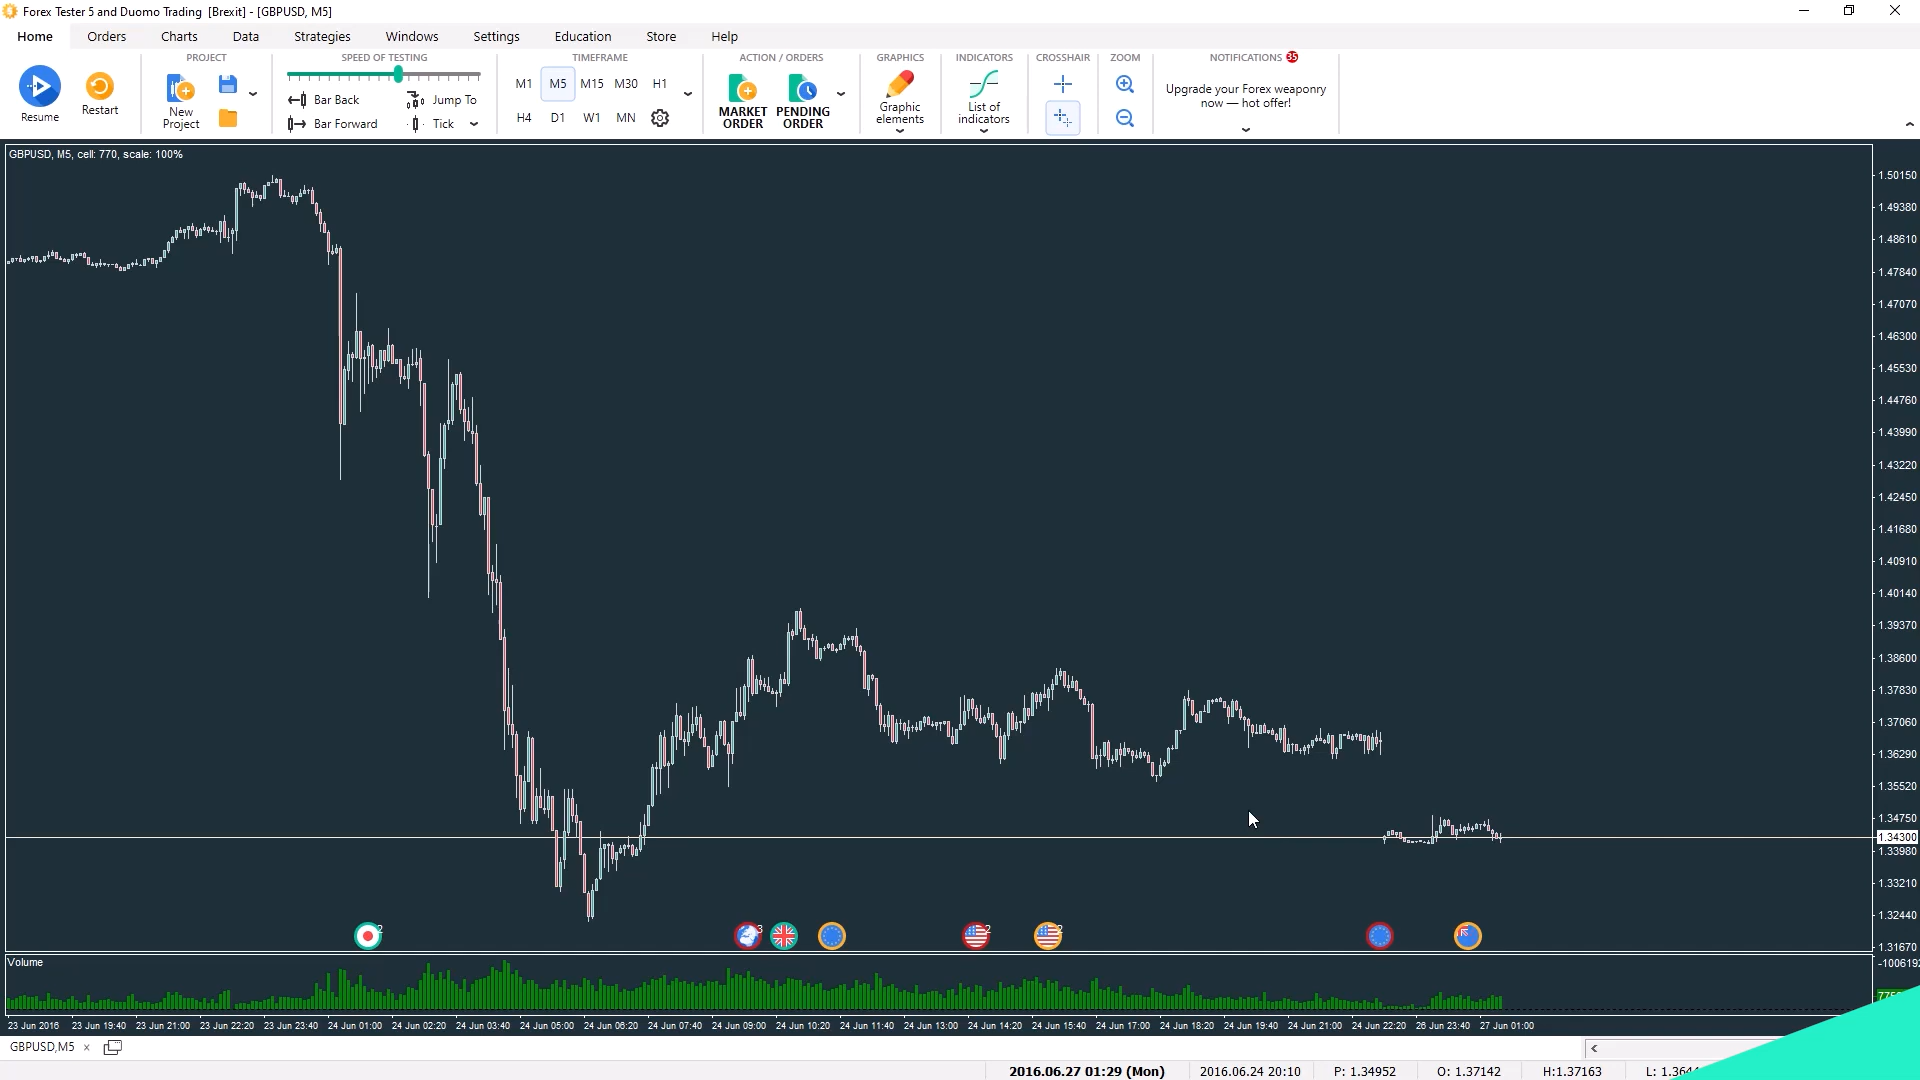 Forex Tester 5 and Duomo Trading [Brexit] - [GBPUSD, M5]
Home Orders Charts Data Strategies Windows Settings Education Store Help
PROJECT SPEED OF TESTING TIMEFRAME ACTION / ORDERS GRAPHICS INDICATORS CROSSHAIR ZOOM NOTIFICATIONS 35
Resume
Restart
New
Project
Bar Back Jump To
Bar Forward Tick
M1 M5 M15 M30 H1
H4 D1 W1 MN
MARKET
ORDER
PENDING
ORDER
Graphic
elements
List of
indicators
Upgrade your Forex weaponry
now — hot offer!
GBPUSD, M5, cell: 770, scale: 100%
1.50150
1.49380
1.48610
1.47840
1.47070
1.46300
1.45530
1.44760
1.43990
1.43220
1.42450
1.41680
1.40910
1.40140
1.39370
1.38600
1.37830
1.37060
1.36290
1.35520
1.34750
1.34300
1.33980
1.33210
1.32440
1.31670
2 3 2 2
Volume
23 Jun 2016 23 Jun 19:40 23 Jun 21:00 23 Jun 22:20 23 Jun 23:40 24 Jun 01:00 24 Jun 02:20 24 Jun 03:40 24 Jun 05:00 24 Jun 06:20 24 Jun 07:40 24 Jun 09:00 24 Jun 10:20 24 Jun 11:40 24 Jun 13:00 24 Jun 14:20 24 Jun 15:40 24 Jun 17:00 24 Jun 18:20 24 Jun 19:40 24 Jun 21:00 24 Jun 22:20 26 Jun 23:40 27 Jun 01:00
GBPUSD,M5
2016.06.27 01:29 (Mon) 2016.06.24 20:10 P: 1.34952 O: 1.37142 H:1.37163 L: 1.364